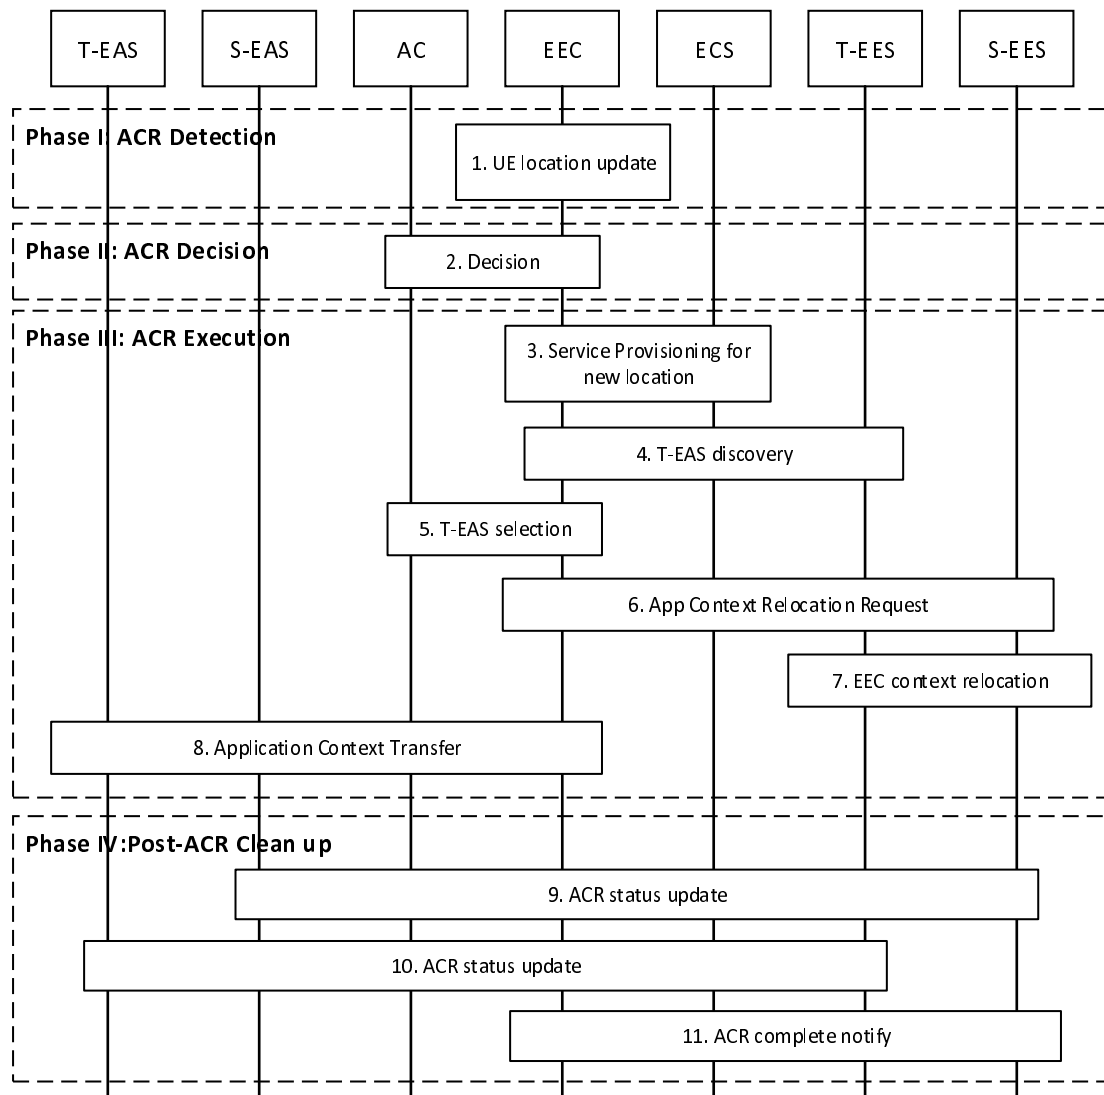 T-EAS
S-EAS
AC
EEC
ECS
T-EES
S-EES
Phase I: ACR Detection
1. UE location update
Phase II: ACR Decision
2. Decision
Phase III: ACR Execution
3. Service Provisioning for
new location
4. T-EAS discovery
5. T-EAS selection
6. App Context Relocation Request
7. EEC context relocation
8. Application Context Transfer
Phase IV:Post-ACR Clean up
9. ACR status update
10. ACR status update
11. ACR complete notify